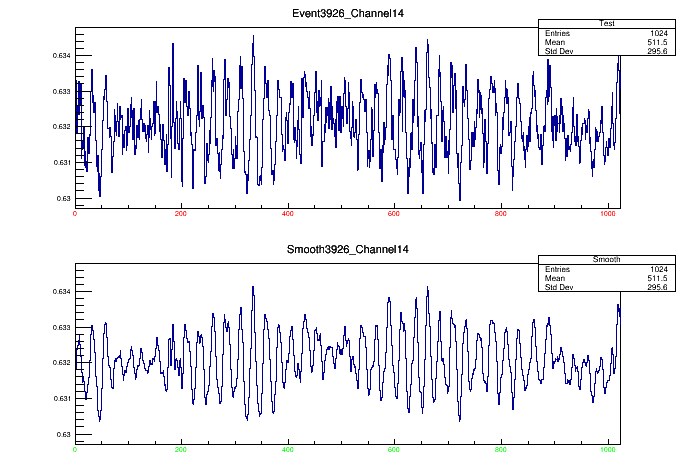 Event3926_Channel14
Test
Entries 1024
Mean 511.5
Std Dev 295.6
0.634
0.633
0.632
0.631
0.63
0 200 400 600 800 1000
Smooth3926_Channel14
Smooth
Entries 1024
Mean 511.5
Std Dev 295.6
0.634
0.633
0.632
0.631
0.63
0 200 400 600 800 1000